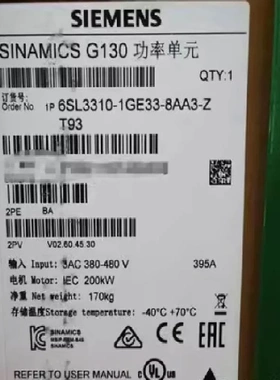 SIEMENS
SINAMICS G130 功率单元
订货号: QTY:1
Order No. 1P 6SL3310-1GE33-8AA3-Z
T93
2PE BA
2PV V02.60.45.30
输入 Input: 3AC 380-480 V 395A
电机 Motor: IEC 200kW
净重 Net weight: 170kg
存储温度Storage temperature: -40°C +70°C
SINAMICS
SINAMICS
CE
EAC
REFER TO USER MANUAL